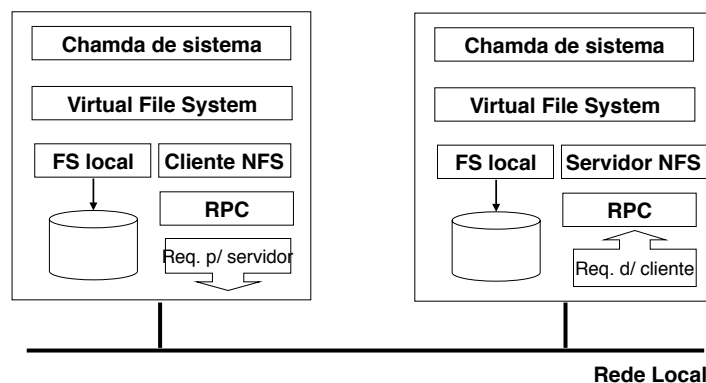 Chamda de sistema
Virtual File System
FS local
Cliente NFS
RPC
Req. p/ servidor
Chamda de sistema
Virtual File System
FS local
Servidor NFS
RPC
Req. d/ cliente
Rede Local